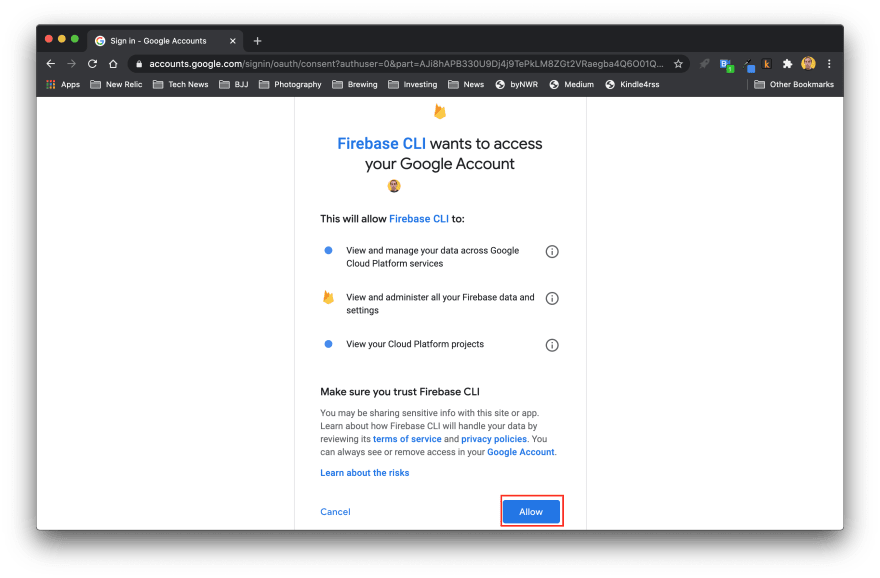 Sign in - Google Accounts
accounts.google.com/signin/oauth/consent?authuser=0&part=AJi8hAPB330U9Dj4j9TePkLM8ZGt2VRaegba4Q6O01Q...
Apps New Relic Tech News BJJ Photography Brewing Investing News byNWR Medium Kindle4rss Other Bookmarks
Firebase CLI wants to access
your Google Account
This will allow Firebase CLI to:
View and manage your data across Google
Cloud Platform services
View and administer all your Firebase data and
settings
View your Cloud Platform projects
Make sure you trust Firebase CLI
You may be sharing sensitive info with this site or app.
Learn about how Firebase CLI will handle your data by
reviewing its terms of service and privacy policies. You
can always see or remove access in your Google Account.
Learn about the risks
Cancel Allow